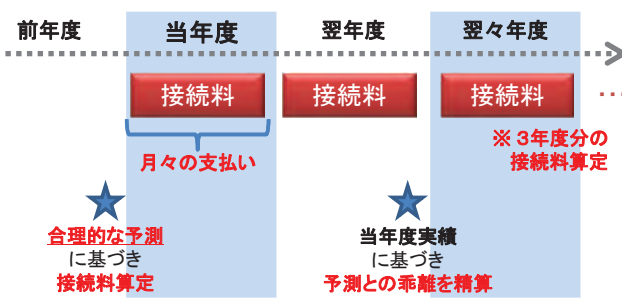 前年度 当年度 翌年度 翌々年度
接続料 接続料 接続料 ‥
※３年度分の
接続料算定
月々の支払い
合理的な予測
に基づき
接続料算定
当年度実績
に基づき
予測との乖離を精算